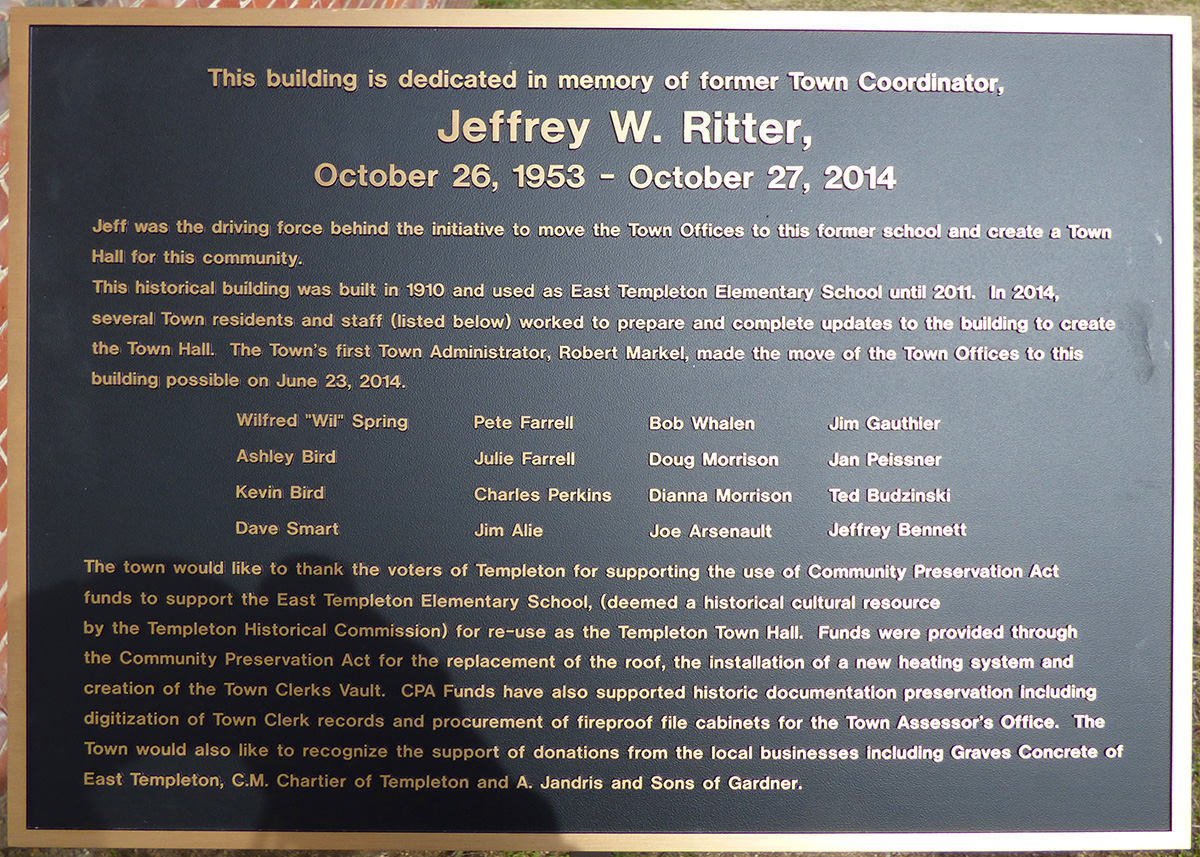 This building is dedicated in memory of former Town Coordinator,
Jeffrey W. Ritter,
October 26, 1953 - October 27, 2014
Jeff was the driving force behind the initiative to move the Town Offices to this former school and create a Town
Hall for this community.
This historical building was built in 1910 and used as East Templeton Elementary School until 2011. In 2014,
several Town residents and staff (listed below) worked to prepare and complete updates to the building to create
the Town Hall. The Town's first Town Administrator, Robert Markel, made the move of the Town Offices to this
building possible on June 23, 2014.
Wilfred "Wil" Spring Pete Farrell Bob Whalen Jim Gauthier
Ashley Bird Julie Farrell Doug Morrison Jan Peissner
Kevin Bird Charles Perkins Dianna Morrison Ted Budzinski
Dave Smart Jim Alie Joe Arsenault Jeffrey Bennett
The town would like to thank the voters of Templeton for supporting the use of Community Preservation Act
funds to support the East Templeton Elementary School, (deemed a historical cultural resource
by the Templeton Historical Commission) for re-use as the Templeton Town Hall. Funds were provided through
the Community Preservation Act for the replacement of the roof, the installation of a new heating system and
creation of the Town Clerks Vault. CPA Funds have also supported historic documentation preservation including
digitization of Town Clerk records and procurement of fireproof file cabinets for the Town Assessor's Office. The
Town would also like to recognize the support of donations from the local businesses including Graves Concrete of
East Templeton, C.M. Chartier of Templeton and A. Jandris and Sons of Gardner.